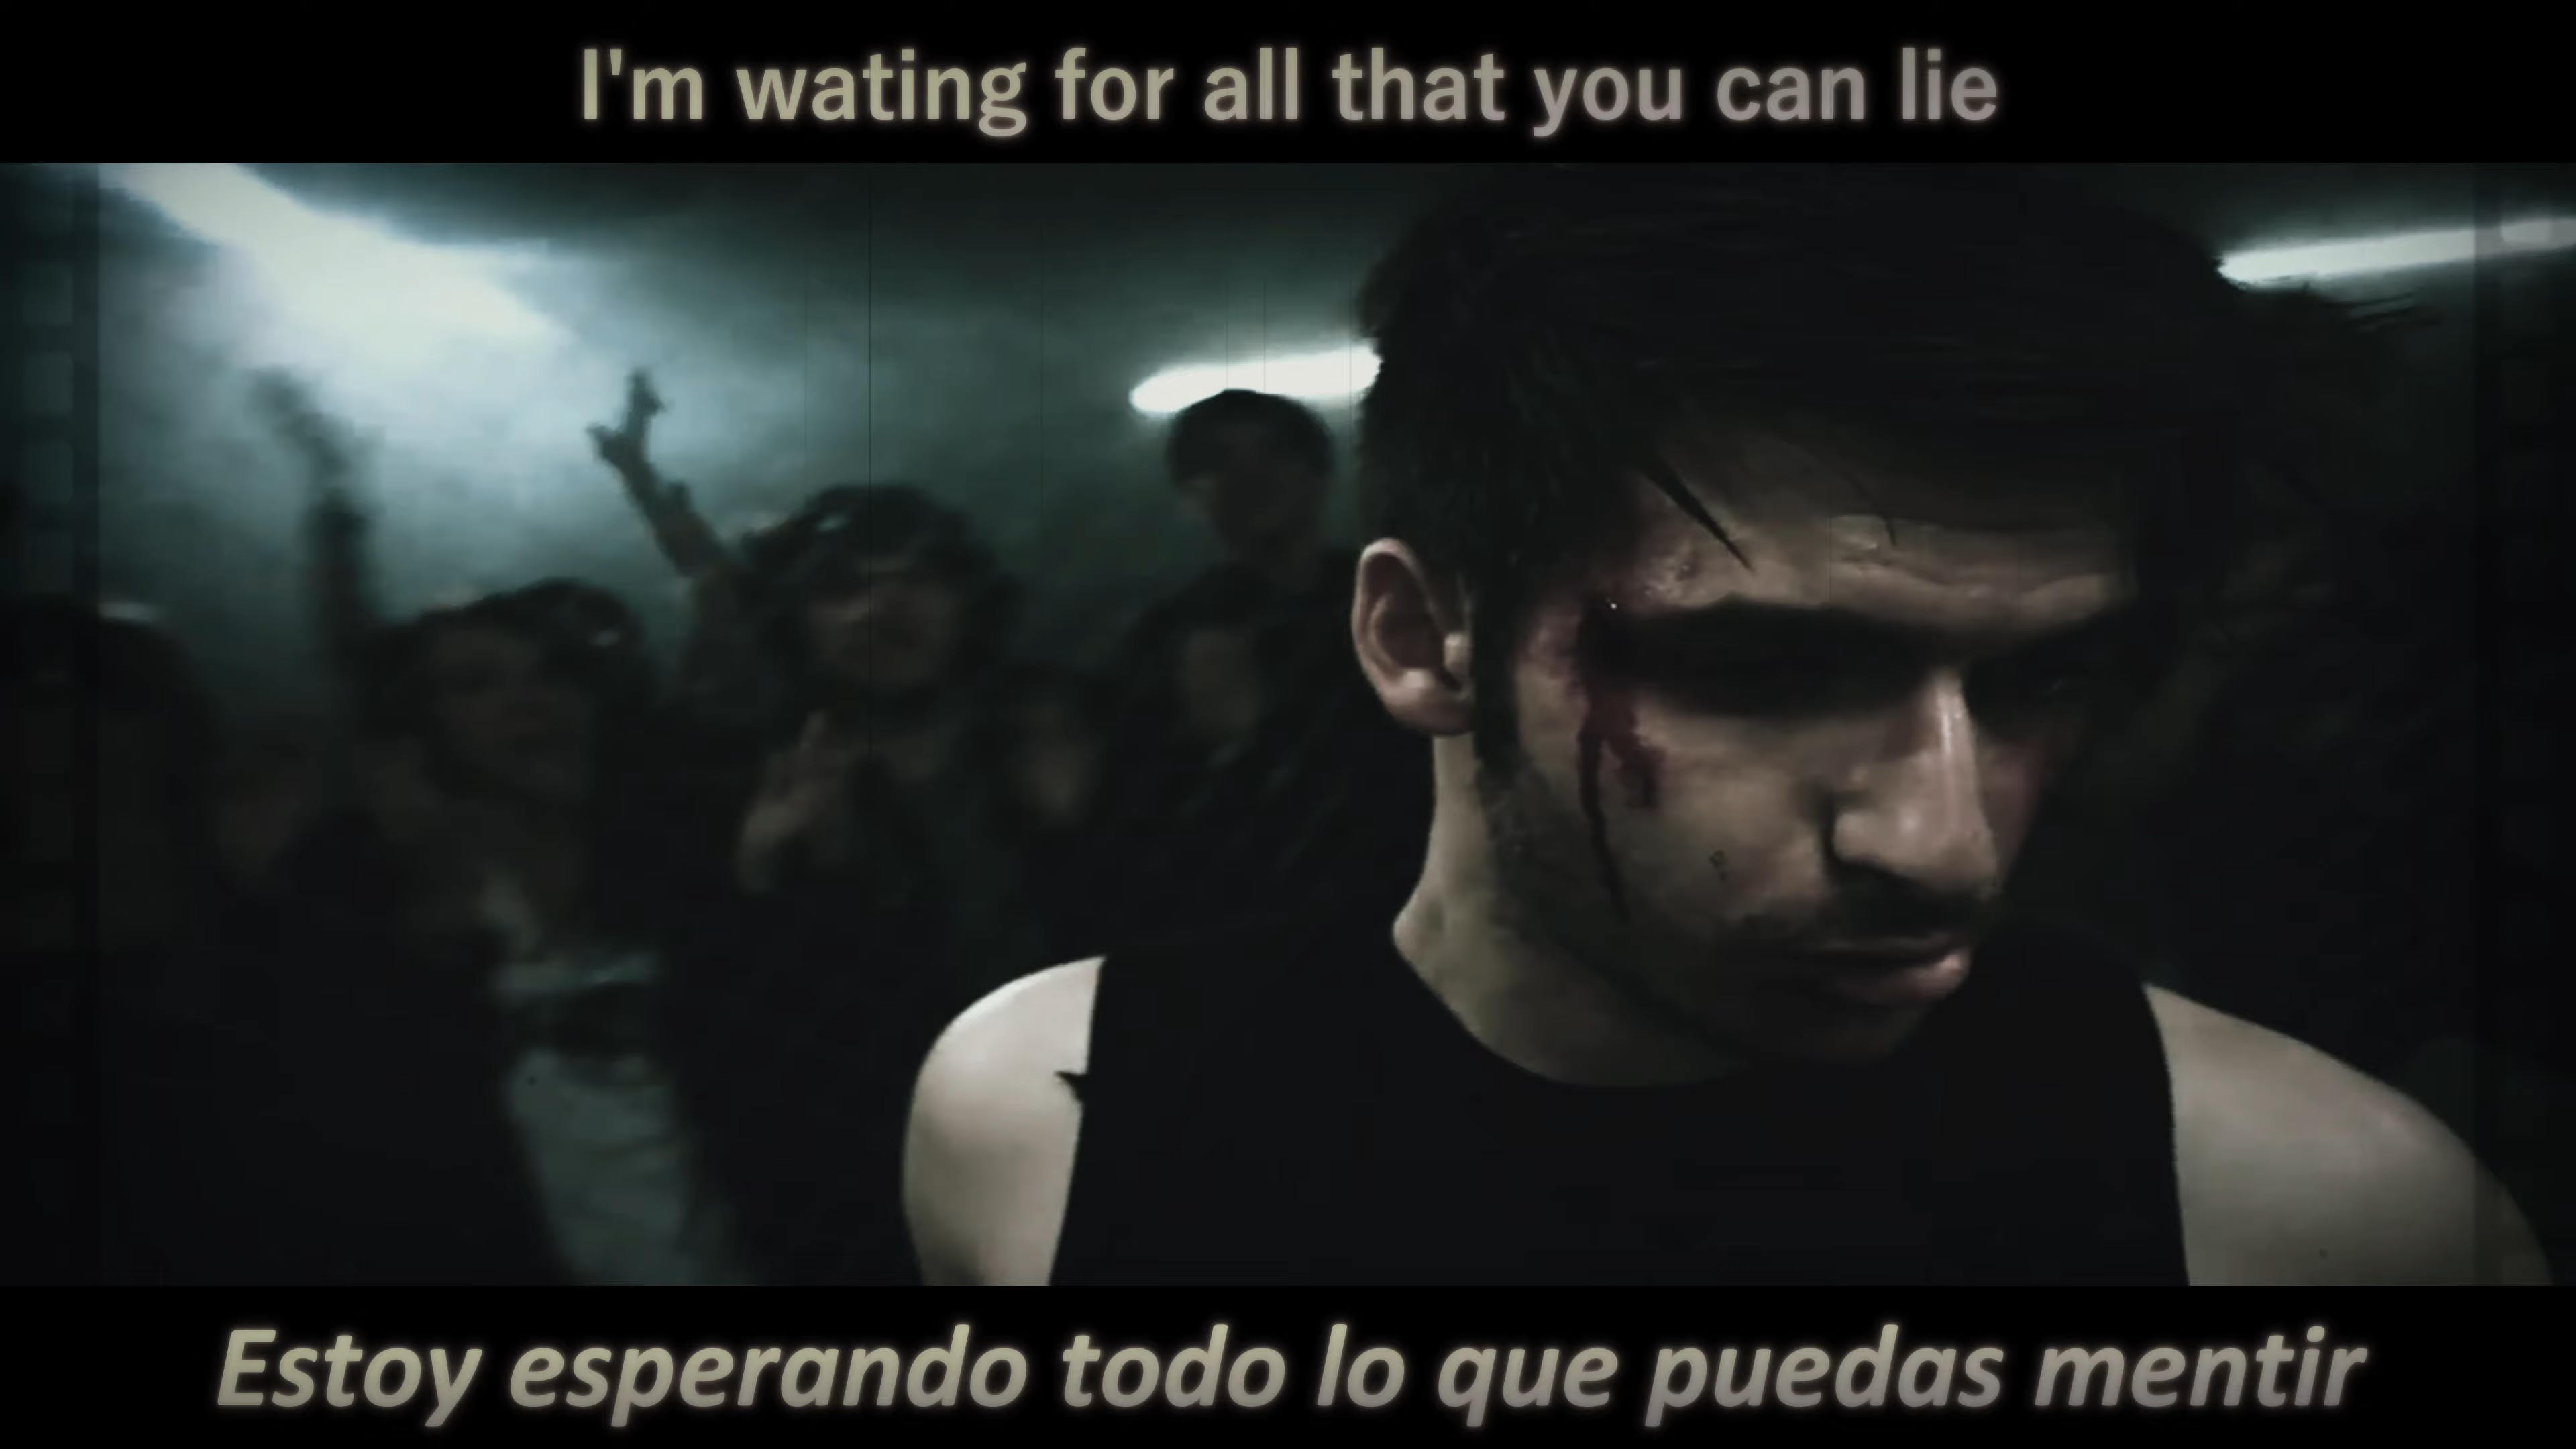 I'm wating for all that you can lie
Estoy esperando todo lo que puedas mentir